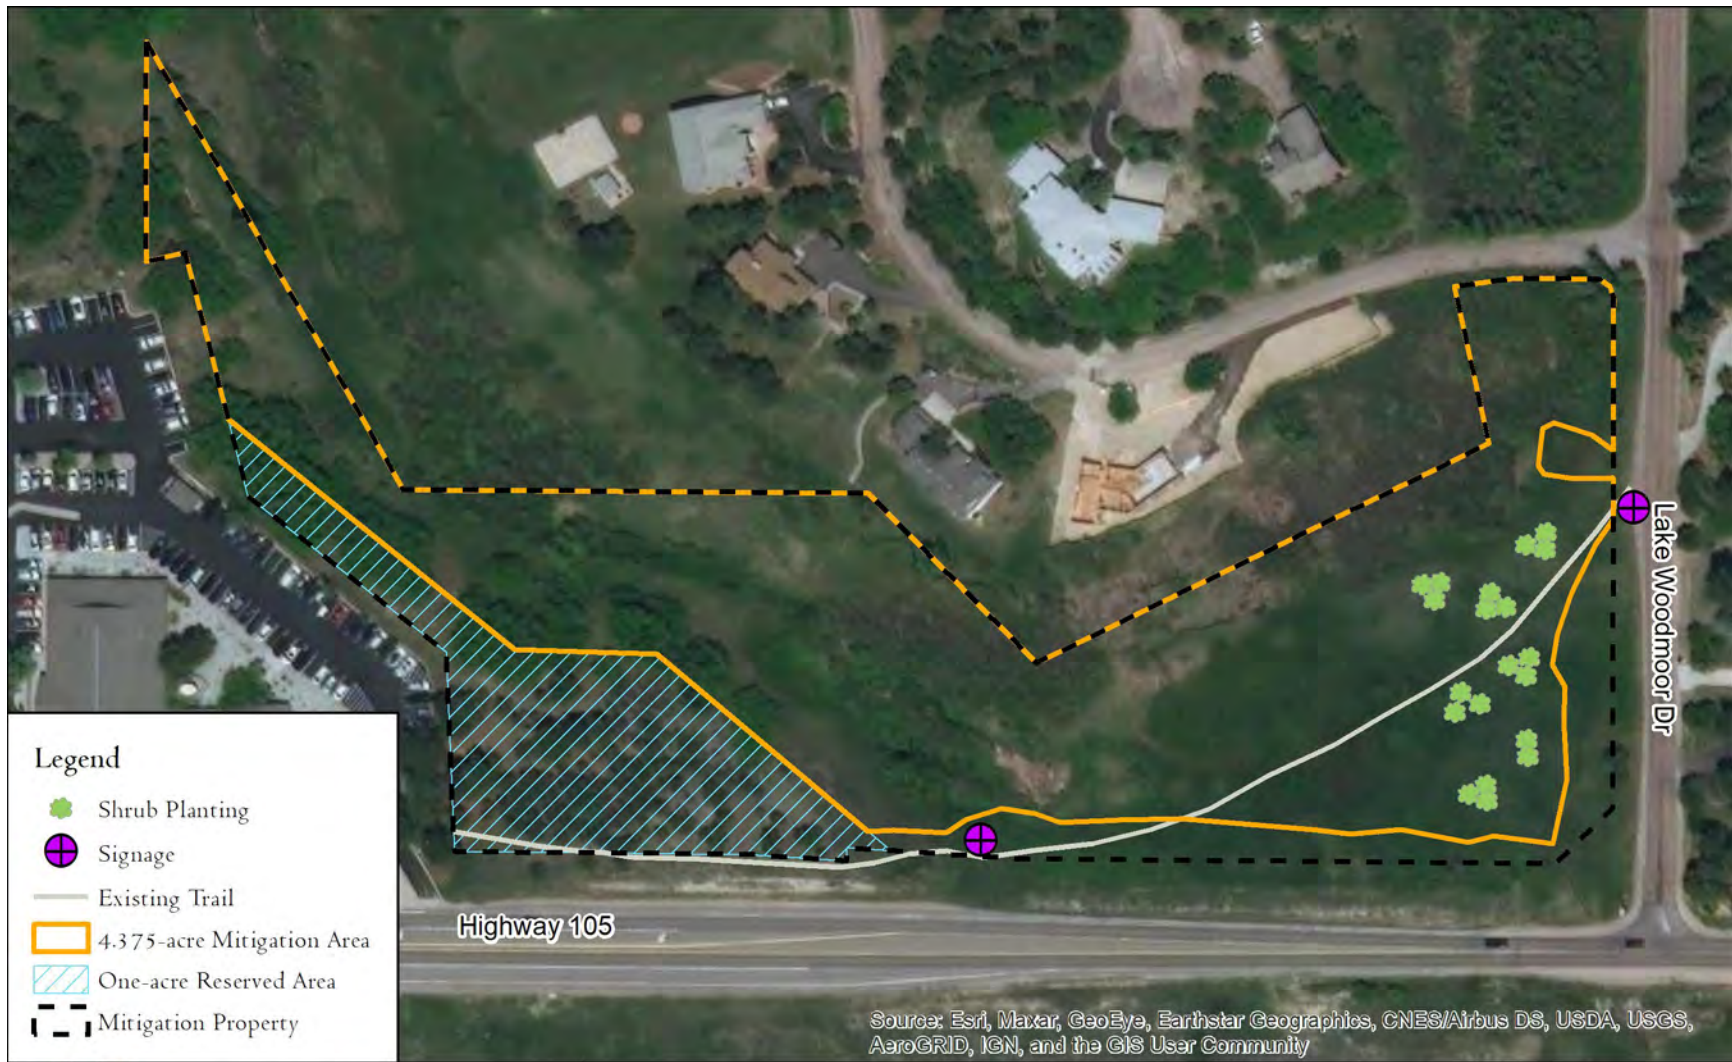 Lake Woodmoor Dr
Legend
Shrub Planting
Signage
Existing Trail
4.375-acre Mitigation Area
One-acre Reserved Area
Mitigation Property
Highway 105
Source: Esri, Maxar, GeoEye, Earthstar Geographics, CNES/Airbus DS, USDA, USGS,
AeroGRID, IGN, and the GIS User Community